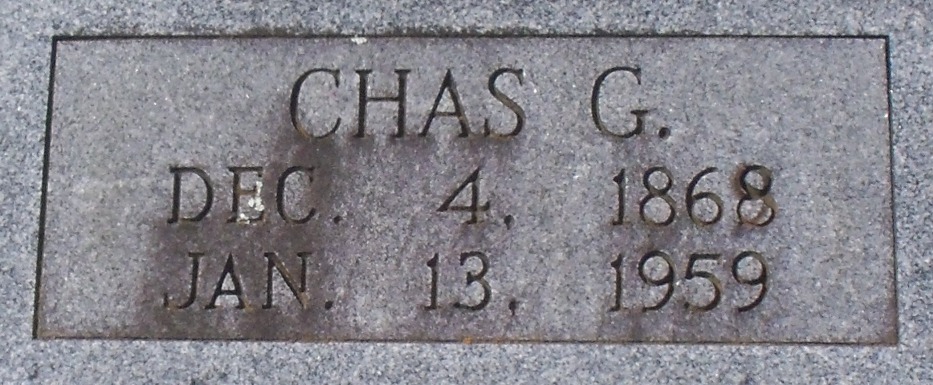 CHAS G.
DEC. 4, 1868
JAN. 13, 1959